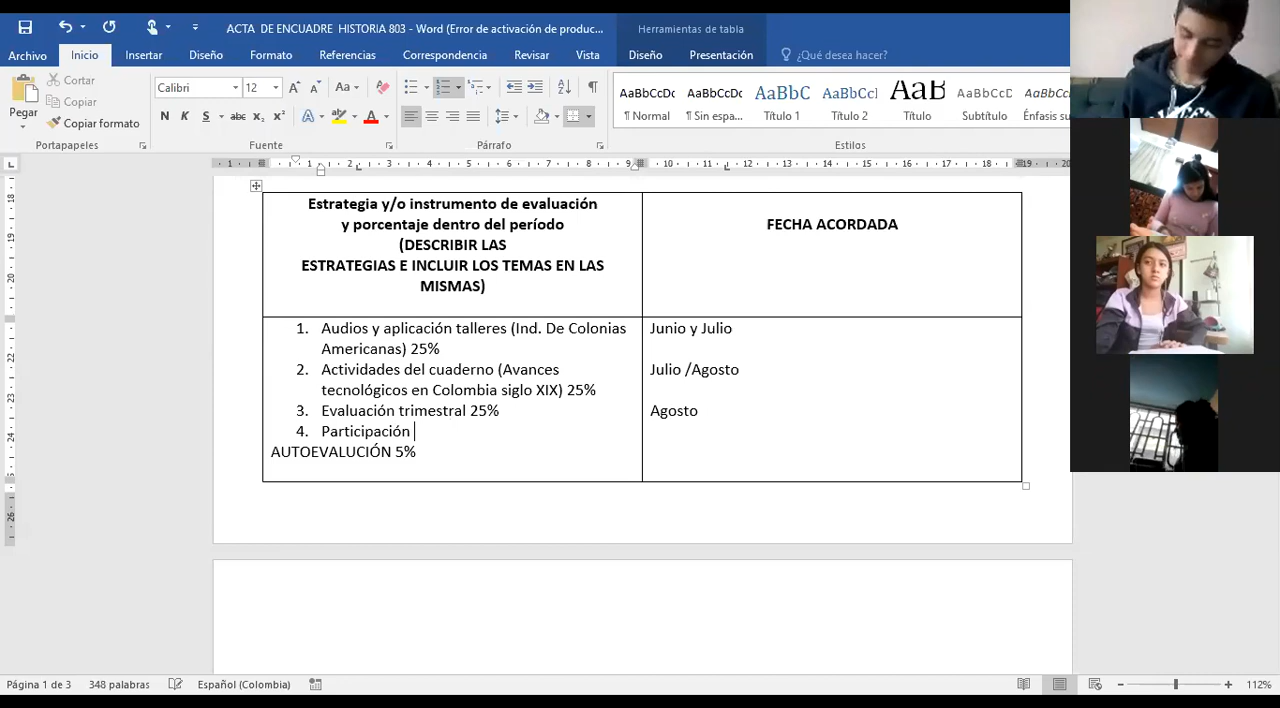 ACTA DE ENCUADRE HISTORIA 803 - Word (Error de activación de produc...
Herramientas de tabla
Archivo Inicio Insertar Diseño Formato Referencias Correspondencia Revisar Vista Diseño Presentación ¿Qué desea hacer?
Pegar
Cortar
Copiar
Copiar formato
Portapapeles
Calibri 12
N K S abc x₂ x²
Fuente
Párrafo
AaBbCcDc AaBbCcDc AaBbC AaBbCcI AaB AaBbCcD AaBbCcD
¶ Normal ¶ Sin espa... Título 1 Título 2 Título Subtítulo Énfasis su
Estilos
Estrategia y/o instrumento de evaluación
y porcentaje dentro del período
(DESCRIBIR LAS
ESTRATEGIAS E INCLUIR LOS TEMAS EN LAS
MISMAS)
FECHA ACORDADA
1. Audios y aplicación talleres (Ind. De Colonias
Americanas) 25%
2. Actividades del cuaderno (Avances
tecnológicos en Colombia siglo XIX) 25%
3. Evaluación trimestral 25%
4. Participación
AUTOEVALUCIÓN 5%
Junio y Julio
Julio /Agosto
Agosto
Página 1 de 3 348 palabras Español (Colombia) 112%